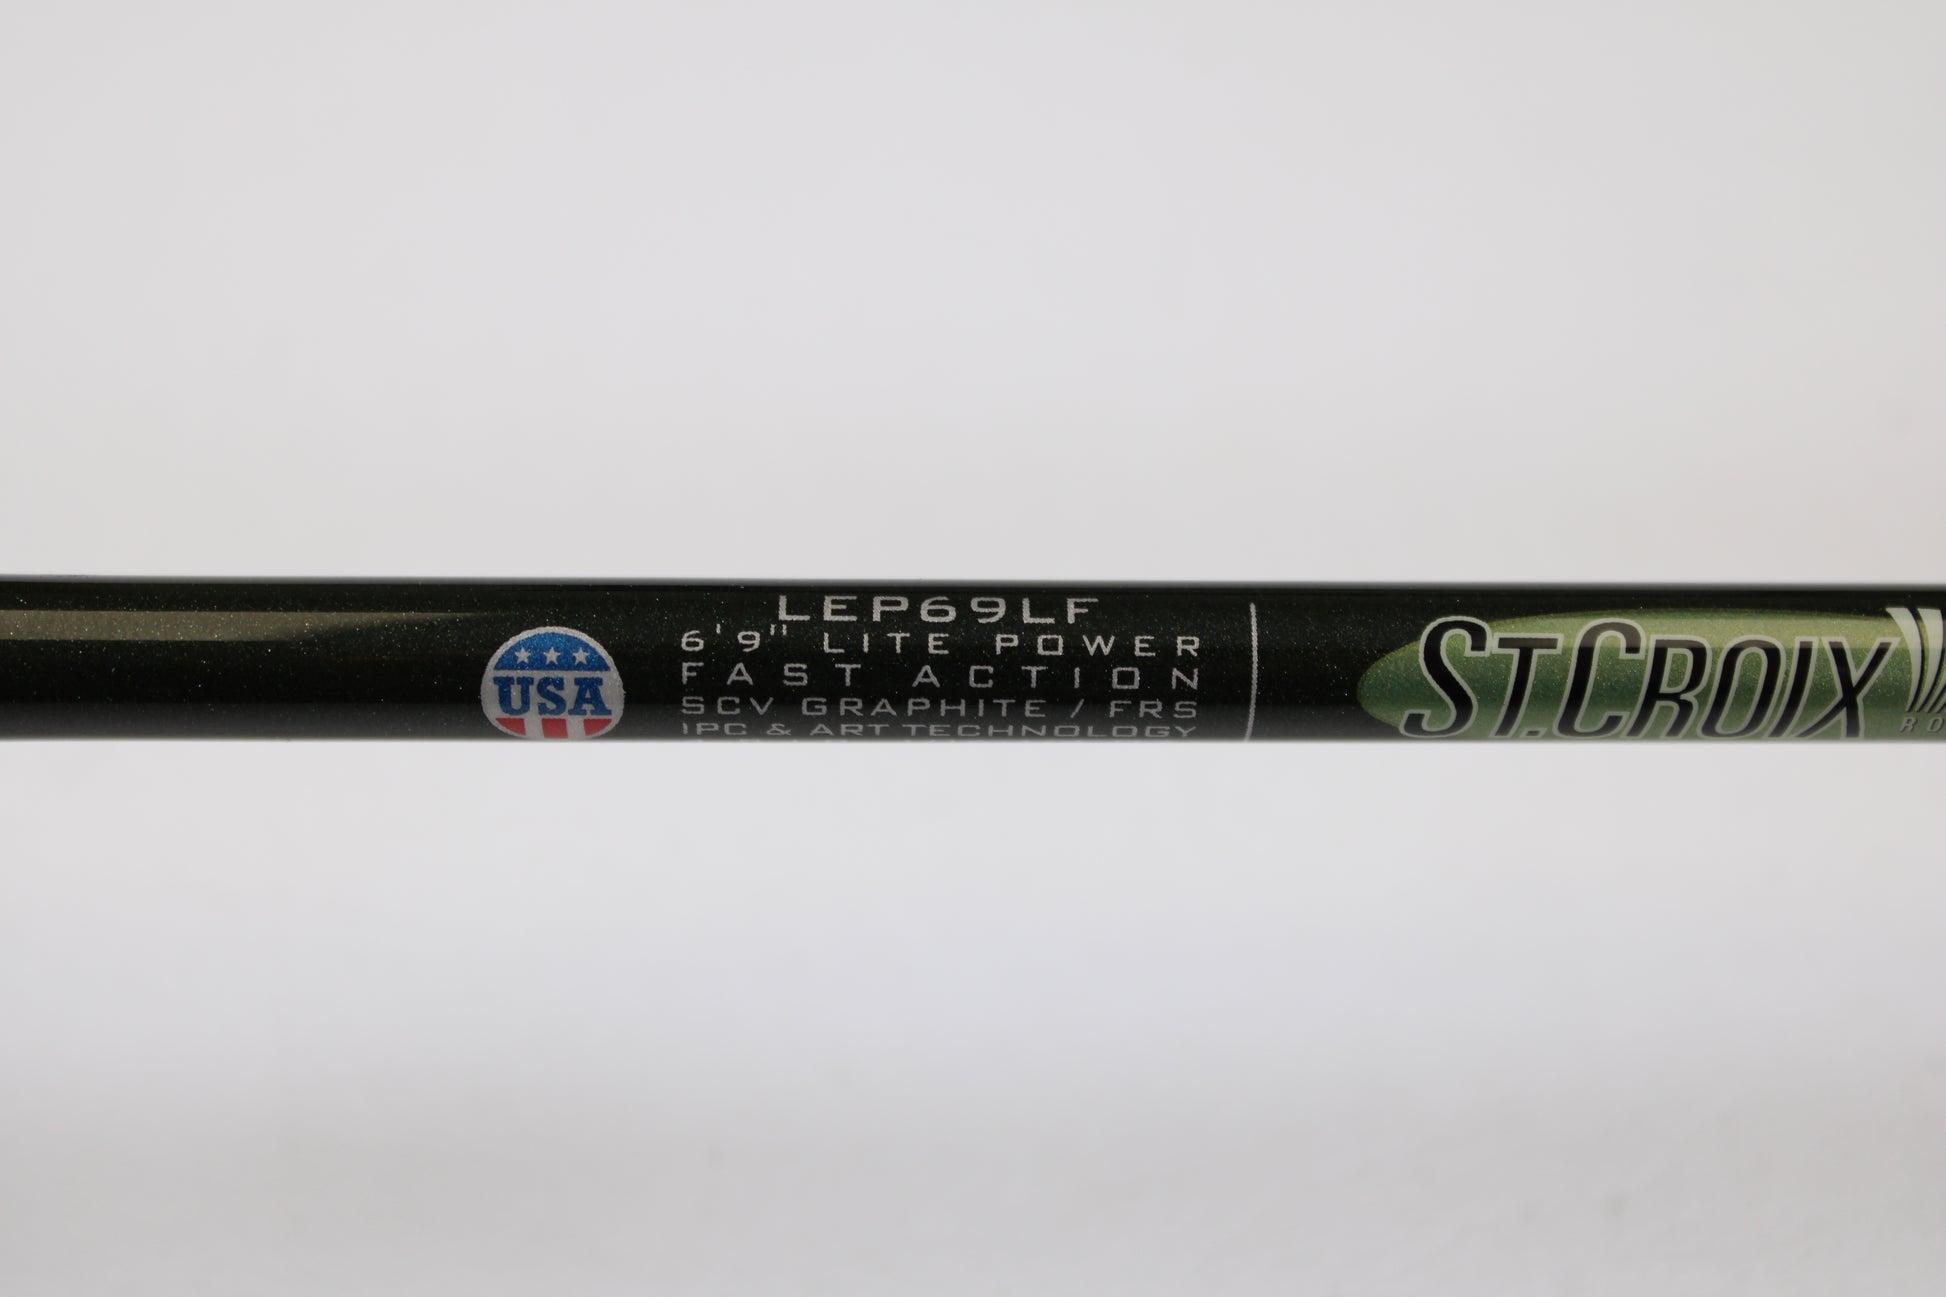 USA
LEP69LF
6'9" LITE POWER
FAST ACTION
SCV GRAPHITE / FRS
IPC & ART TECHNOLOGY
ST.CROIX